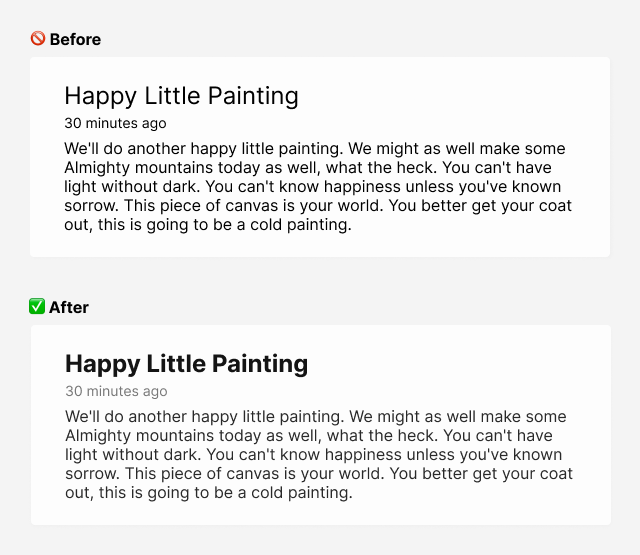 🚫 Before
Happy Little Painting
30 minutes ago
We'll do another happy little painting. We might as well make some
Almighty mountains today as well, what the heck. You can't have
light without dark. You can't know happiness unless you've known
sorrow. This piece of canvas is your world. You better get your coat
out, this is going to be a cold painting.
✅ After
Happy Little Painting
30 minutes ago
We'll do another happy little painting. We might as well make some
Almighty mountains today as well, what the heck. You can't have
light without dark. You can't know happiness unless you've known
sorrow. This piece of canvas is your world. You better get your coat
out, this is going to be a cold painting.